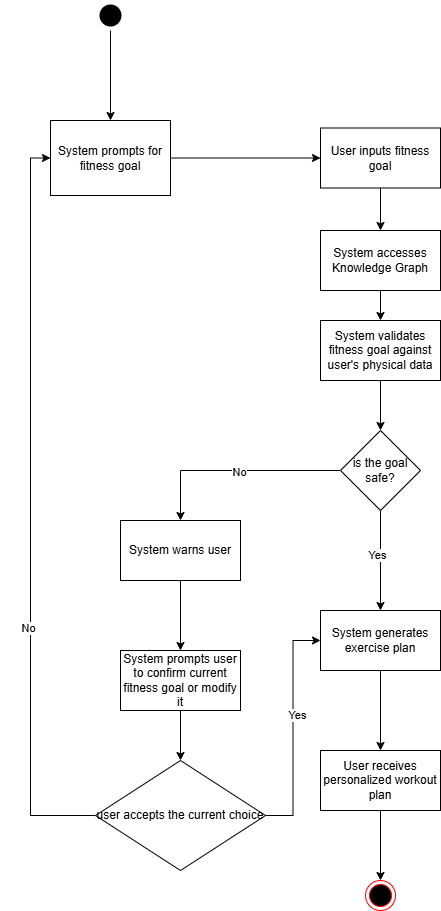 System prompts for
fitness goal
User inputs fitness
goal
System accesses
Knowledge Graph
System validates
fitness goal against
user's physical data
is the goal
safe?
No
Yes
System warns user
System generates
exercise plan
No
System prompts user
to confirm current
fitness goal or modify
it
Yes
User receives
personalized workout
plan
user accepts the current choice